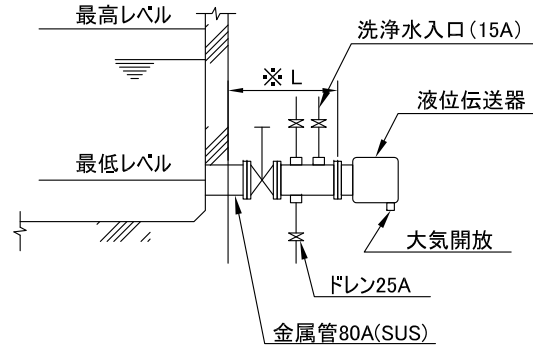 最高レベル
洗浄水入口(15A)
※ L
液位伝送器
最低レベル
大気開放
ドレン25A
金属管80A(SUS)